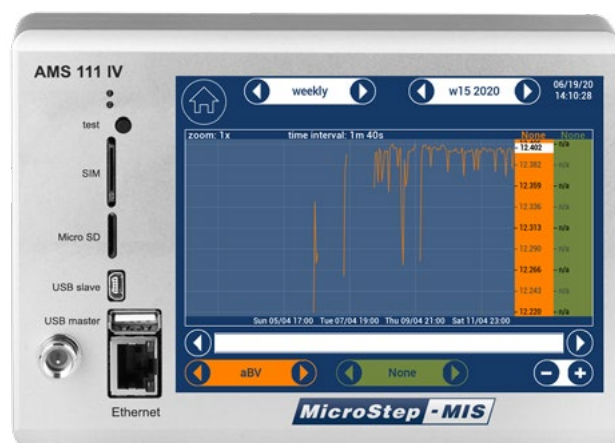 AMS 111 IV
test
SIM
Micro SD
USB slave
USB master
Ethernet
weekly
w15 2020
06/19/20
14:10:28
zoom: 1x
time interval: 1m 40s
None
None
12.402
n/a
12.382
n/a
12.359
n/a
12.336
n/a
12.313
n/a
12.290
n/a
12.266
n/a
12.243
n/a
12.220
n/a
Sun 05/04 17:00 Tue 07/04 19:00 Thu 09/04 21:00 Sat 11/04 23:00
aBV
None
MicroStep - MIS